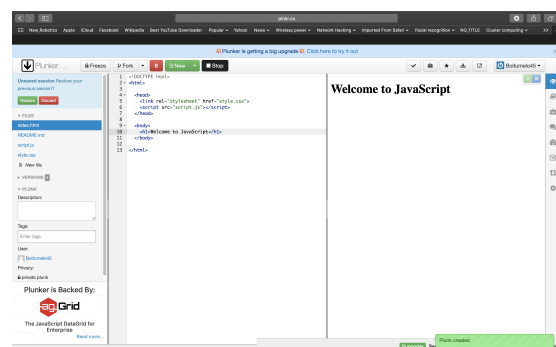 plnkr.co
New_Robotics Apple iCloud Facebook Wikipedia Best YouTube Downloader Popular Yahoo! News Wireless power Network Hacking Imported From Safari Facial recognition NO_TITLE Cluster computing
Plunker is getting a big upgrade Click here to try it out
Plunker Freeze Fork New Stop Boitumelo45
Unsaved session Restore your
previous session?
Restore Discard
FILES
index.html
README.md
script.js
style.css
New file
VERSIONS
PLUNK
Description:
Tags:
Enter tags
User:
Boitumelo45
Privacy:
private plunk
Plunker is Backed By:
ag Grid
The JavaScript DataGrid for
Enterprise
Read more...
1 <!DOCTYPE html>
2 <html>
3
4 <head>
5 <link rel="stylesheet" href="style.css">
6 <script src="script.js"></script>
7 </head>
8
9 <body>
10 <h1>Welcome to JavaScript</h1>
11 </body>
12
13 </html>
Welcome to JavaScript
Plunk created